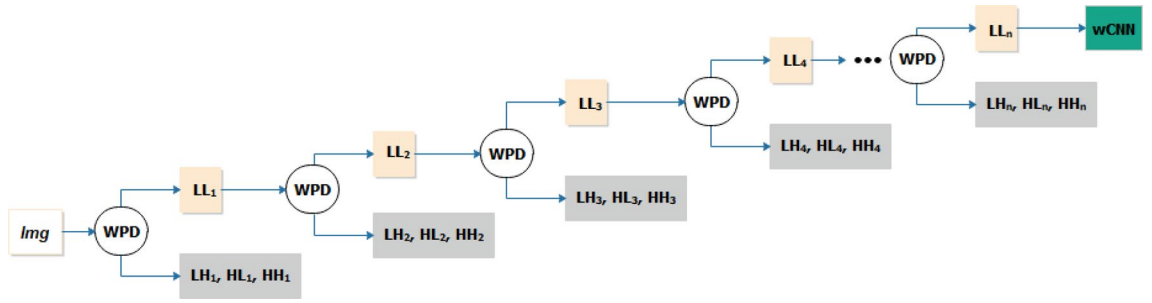 Img
WPD
LL₁
LH₁, HL₁, HH₁
WPD
LL₂
LH₂, HL₂, HH₂
WPD
LL₃
LH₃, HL₃, HH₃
WPD
LL₄
LH₄, HL₄, HH₄
•••
WPD
LLₙ
LHₙ, HLₙ, HHₙ
wCNN